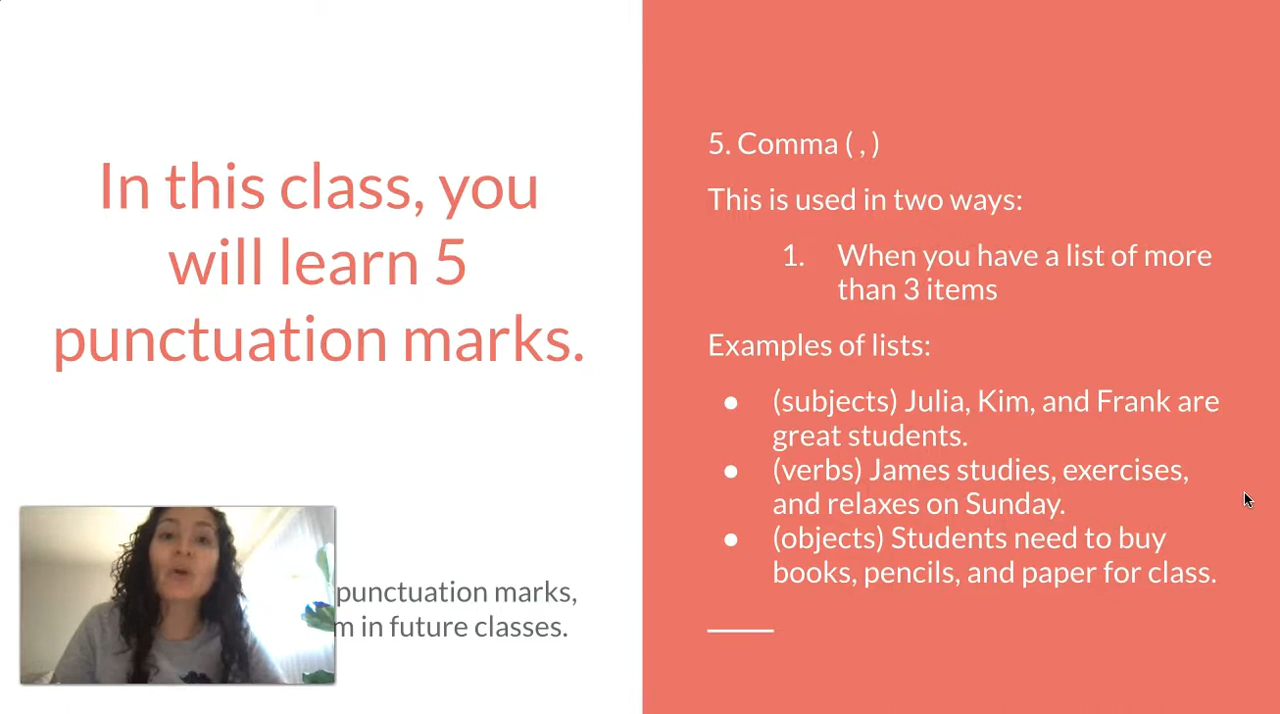 In this class, you
will learn 5
punctuation marks.
punctuation marks,
m in future classes.
5. Comma ( , )
This is used in two ways:
1. When you have a list of more
than 3 items
Examples of lists:
● (subjects) Julia, Kim, and Frank are
great students.
● (verbs) James studies, exercises,
and relaxes on Sunday.
● (objects) Students need to buy
books, pencils, and paper for class.